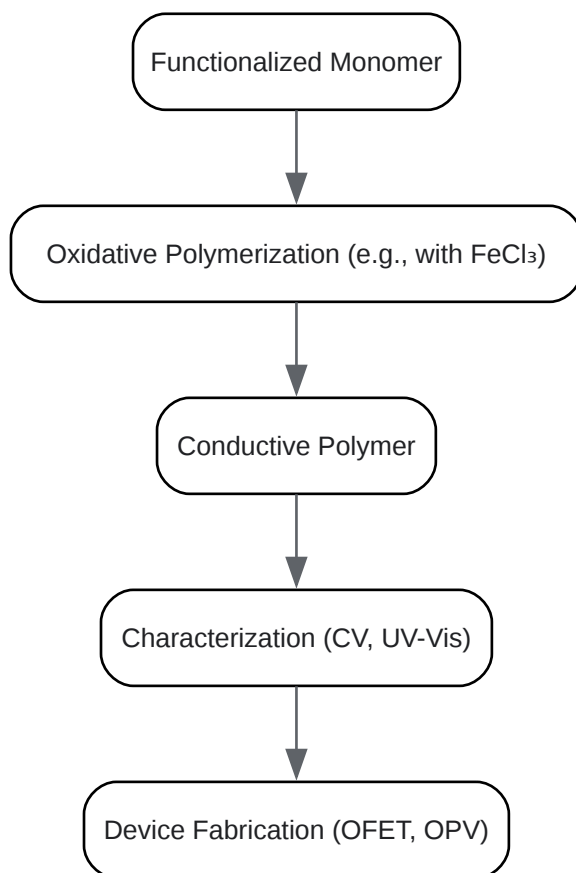 Functionalized Monomer
Oxidative Polymerization (e.g., with FeCl₃)
Conductive Polymer
Characterization (CV, UV-Vis)
Device Fabrication (OFET, OPV)